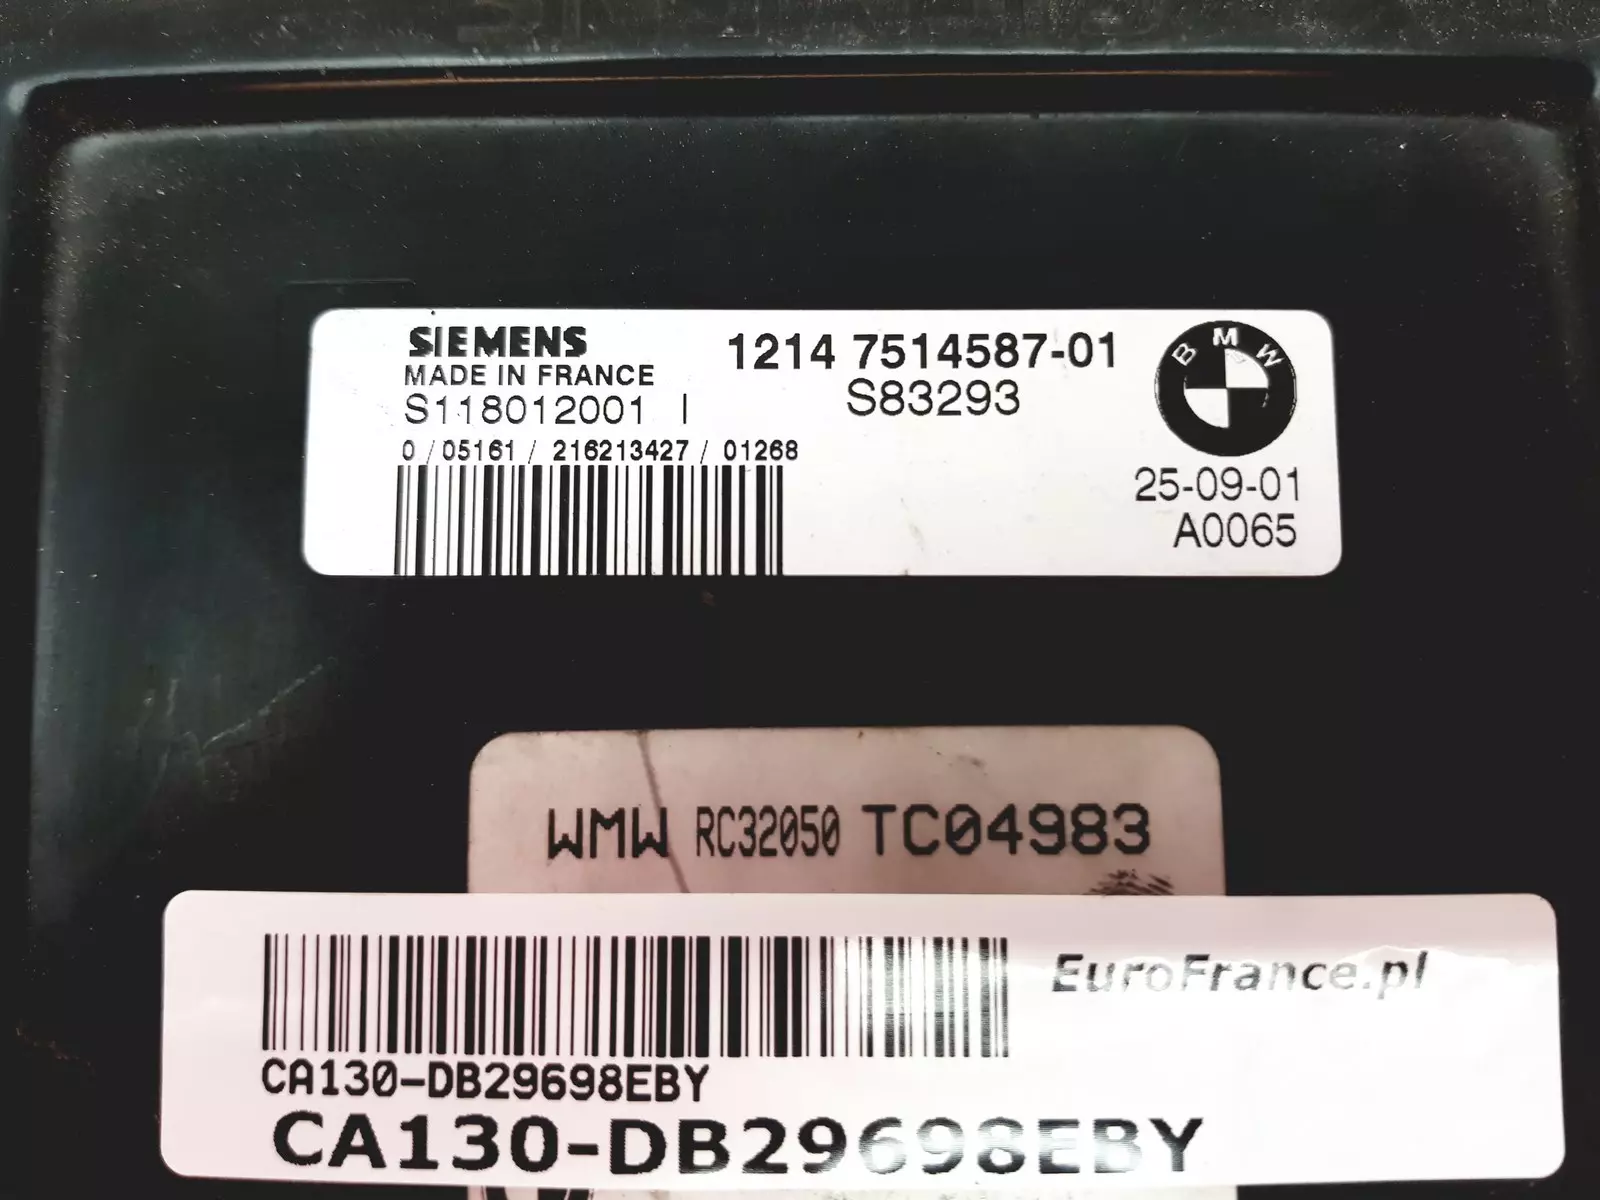 SIEMENS
MADE IN FRANCE
S118012001 I
0/05161/216213427/01268
1214 7514587-01
S83293
BMW
25-09-01
A0065
WMW RC32050 TC04983
EuroFrance.pl
CA130-DB29698EBY
CA130-DB29698EBY